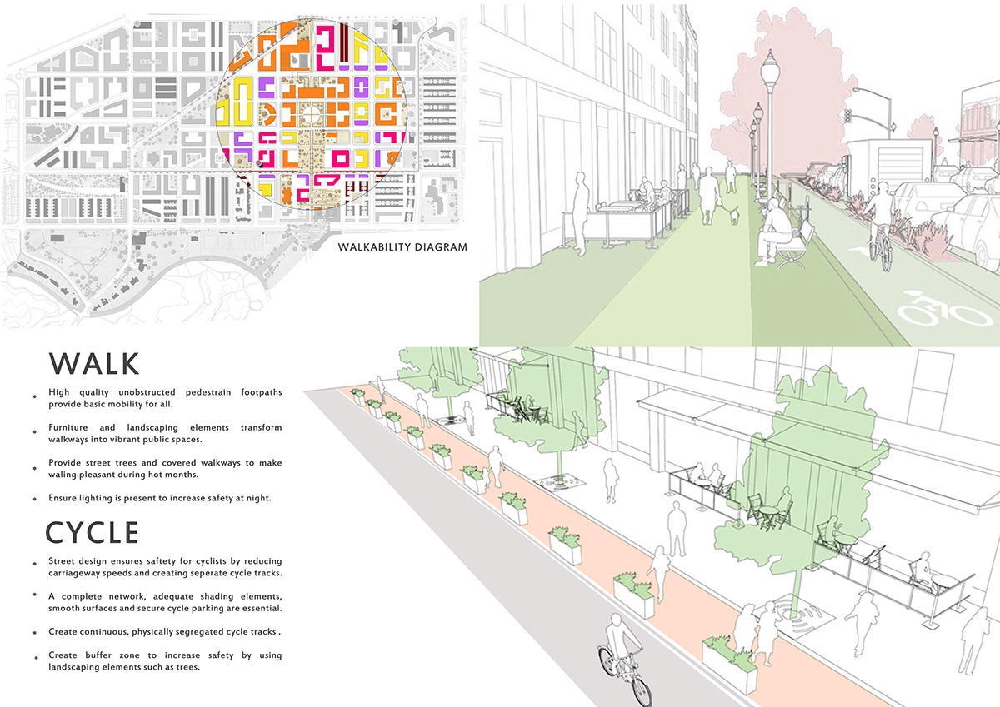 WALKABILITY DIAGRAM
WALK
High quality unobstructed pedestrain footpaths
provide basic mobility for all.
Furniture and landscaping elements transform
walkways into vibrant public spaces.
Provide street trees and covered walkways to make
waling pleasant during hot months.
Ensure lighting is present to increase safety at night.
CYCLE
Street design ensures saftety for cyclists by reducing
carriageway speeds and creating seperate cycle tracks.
A complete network, adequate shading elements,
smooth surfaces and secure cycle parking are essential.
Create continuous, physically segregated cycle tracks .
Create buffer zone to increase safety by using
landscaping elements such as trees.